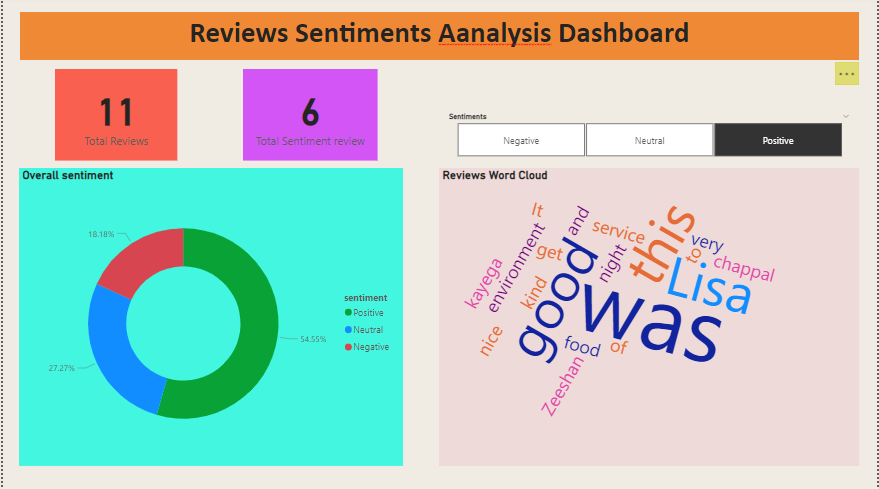 Reviews Sentiments Aanalysis Dashboard
11
Total Reviews
6
Total Sentiment review
Sentiments
Negative
Neutral
Positive
Overall sentiment
18.18%
27.27%
54.55%
sentiment
Positive
Neutral
Negative
Reviews Word Cloud
It
and
service
this
very
to
chappal
get
night
environment
kayega
kind
good
Lisa
was
nice
food
of
Zeeshan